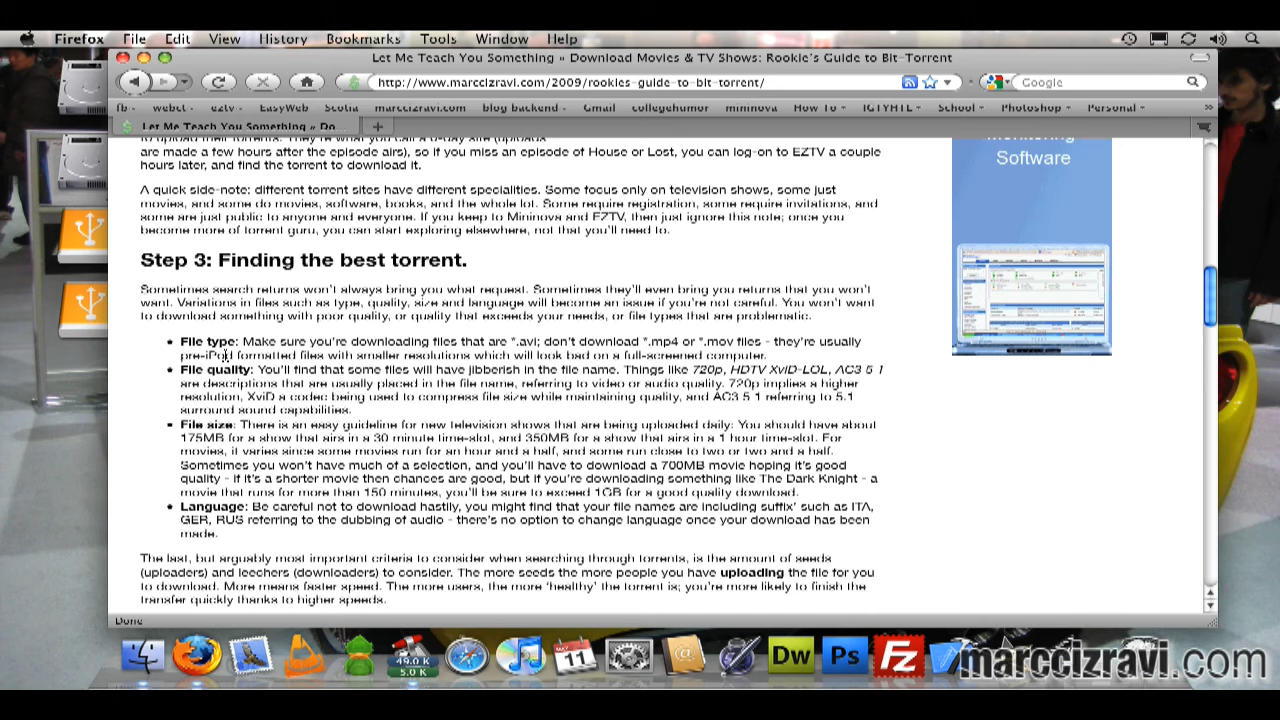 Firefox File Edit View History Bookmarks Tools Window Help
Let Me Teach You Something » Download Movies & TV Shows: Rookie's Guide to Bit-Torrent
http://www.marccizravi.com/2009/rookies-guide-to-bit-torrent/
Google
fb webct eztv EasyWeb Scotia marccizravi.com blog backend Gmail collegehumor mininova How To IGTYHTL School Photoshop Personal »
Let Me Teach You Something » Do...
are made a few hours after the episode airs), so if you miss an episode of House or Lost, you can log-on to EZTV a couple
hours later, and find the torrent to download it.
A quick side-note: different torrent sites have different specialities. Some focus only on television shows, some just
movies, and some do movies, software, books, and the whole lot. Some require registration, some require invitations, and
some are just public to anyone and everyone. If you keep to Mininova and EZTV, then just ignore this note; once you
become more of torrent guru, you can start exploring elsewhere, not that you'll need to.
Step 3: Finding the best torrent.
Sometimes search returns won't always bring you what request. Sometimes they'll even bring you returns that you won't
want. Variations in files such as type, quality, size and language will become an issue if you're not careful. You won't want
to download something with poor quality, or quality that exceeds your needs, or file types that are problematic.
• File type: Make sure you're downloading files that are *.avi; don't download *.mp4 or *.mov files - they're usually
pre-iPod formatted files with smaller resolutions which will look bad on a full-screened computer.
• File quality: You'll find that some files will have jibberish in the file name. Things like 720p, HDTV XviD-LOL, AC3 5 1
are descriptions that are usually placed in the file name, referring to video or audio quality. 720p implies a higher
resolution, XviD a codec being used to compress file size while maintaining quality, and AC3 5 1 referring to 5.1
surround sound capabilities.
• File size: There is an easy guideline for new television shows that are being uploaded daily: You should have about
175MB for a show that airs in a 30 minute time-slot, and 350MB for a show that airs in a 1 hour time-slot. For
movies, it varies since some movies run for an hour and a half, and some run close to two or two and a half.
Sometimes you won't have much of a selection, and you'll have to download a 700MB movie hoping it's good
quality - if it's a shorter movie then chances are good, but if you're downloading something like The Dark Knight - a
movie that runs for more than 150 minutes, you'll be sure to exceed 1GB for a good quality download.
• Language: Be careful not to download hastily, you might find that your file names are including suffix' such as ITA,
GER, RUS referring to the dubbing of audio - there's no option to change language once your download has been
made.
The last, but arguably most important criteria to consider when searching through torrents, is the amount of seeds
(uploaders) and leechers (downloaders) to consider. The more seeds the more people you have uploading the file for you
to download. More means faster speed. The more users, the more 'healthy' the torrent is; you're more likely to finish the
transfer quickly thanks to higher speeds.
Software
Done
49.0 K
5.0 K
11
Dw
Ps
Fz
marccizravi.com